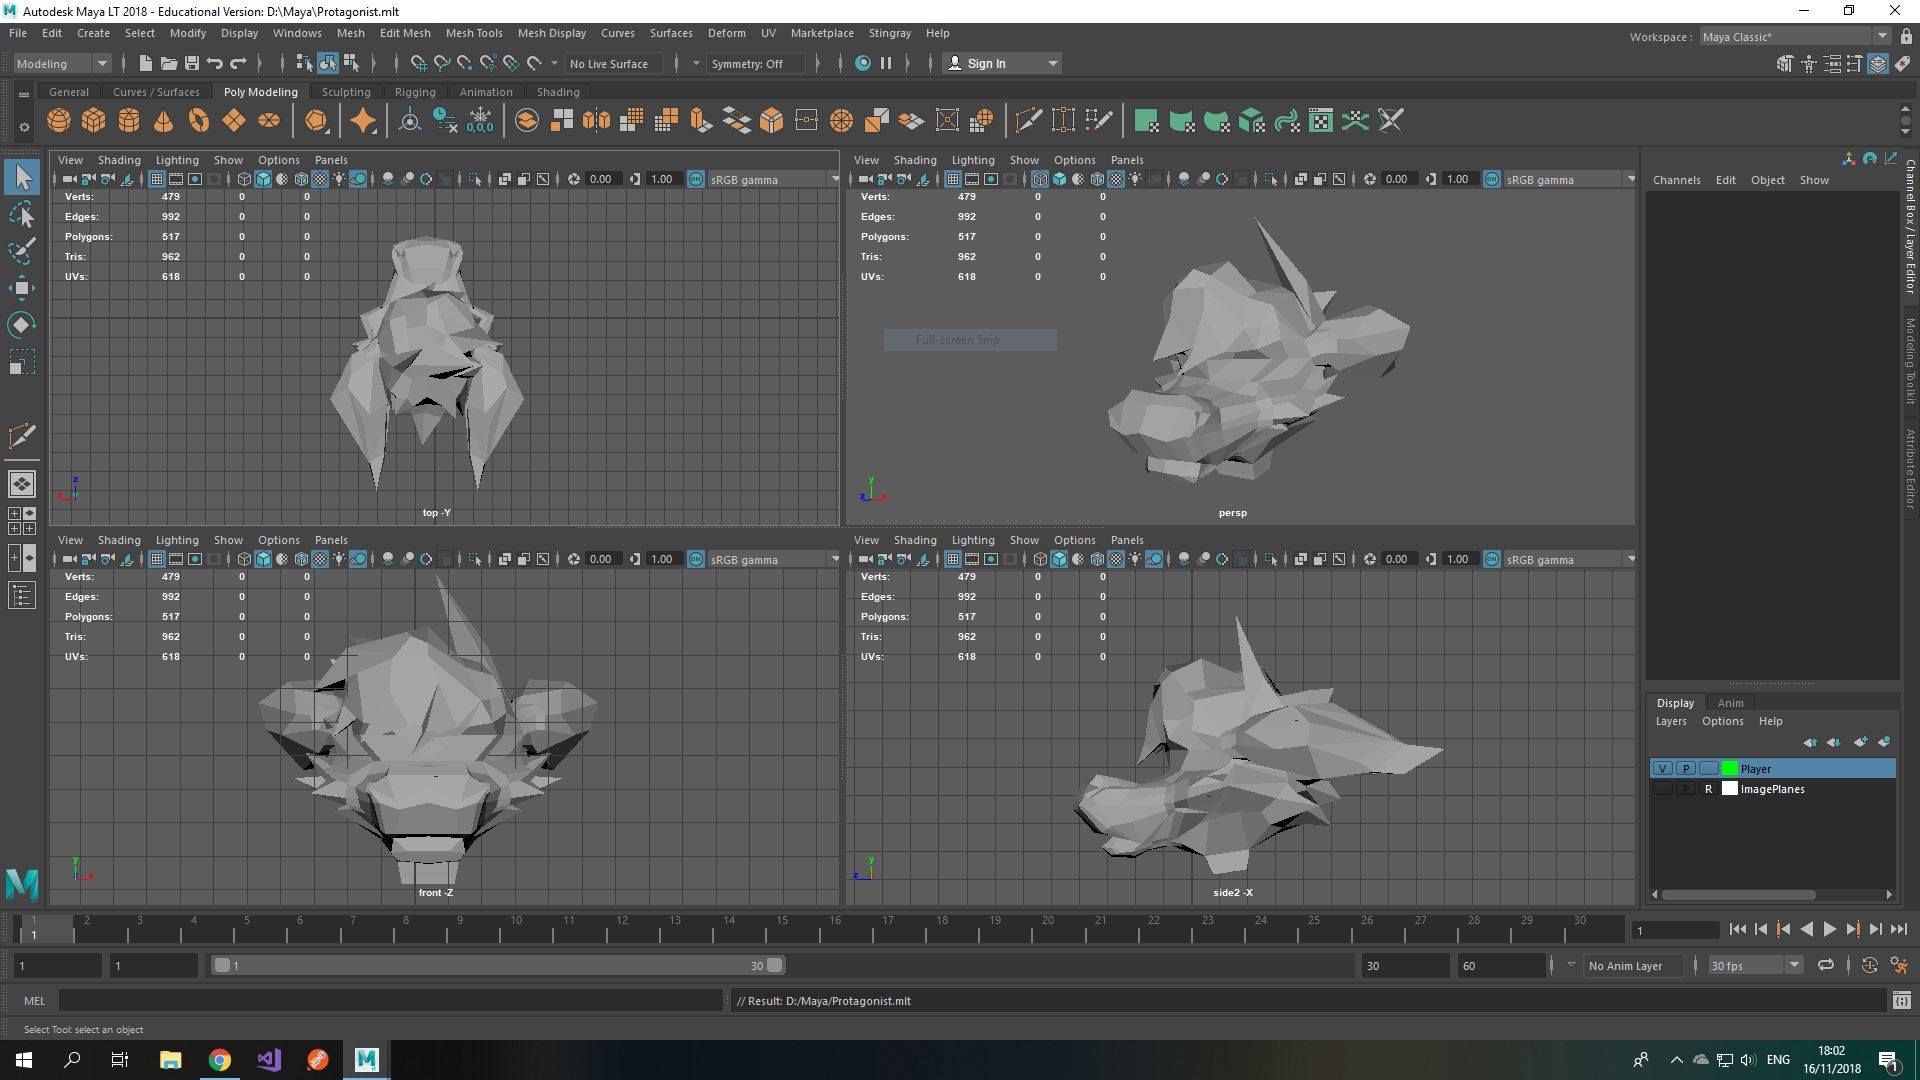 Autodesk Maya LT 2018 - Educational Version: D:\Maya\Protagonist.mlt
File Edit Create Select Modify Display Windows Mesh Edit Mesh Mesh Tools Mesh Display Curves Surfaces Deform UV Marketplace Stingray Help
Workspace : Maya Classic*
Modeling No Live Surface Symmetry: Off Sign In
General Curves / Surfaces Poly Modeling Sculpting Rigging Animation Shading
0,0,0
View Shading Lighting Show Options Panels
0.00 1.00 ON sRGB gamma
Verts: 479 0 0
Edges: 992 0 0
Polygons: 517 0 0
Tris: 962 0 0
UVs: 618 0 0
z
x
top -Y
View Shading Lighting Show Options Panels
0.00 1.00 ON sRGB gamma
Verts: 479 0 0
Edges: 992 0 0
Polygons: 517 0 0
Tris: 962 0 0
UVs: 618 0 0
Full-screen Snip
y
z x
persp
View Shading Lighting Show Options Panels
0.00 1.00 ON sRGB gamma
Verts: 479 0 0
Edges: 992 0 0
Polygons: 517 0 0
Tris: 962 0 0
UVs: 618 0 0
y
z x
front -Z
View Shading Lighting Show Options Panels
0.00 1.00 ON sRGB gamma
Verts: 479 0 0
Edges: 992 0 0
Polygons: 517 0 0
Tris: 962 0 0
UVs: 618 0 0
y
z
side2 -X
Channels Edit Object Show
Channel Box / Layer Editor
Modeling Toolkit
Attribute Editor
Display Anim
Layers Options Help
V P Player
P R ImagePlanes
1 2 3 4 5 6 7 8 9 10 11 12 13 14 15 16 17 18 19 20 21 22 23 24 25 26 27 28 29 30
1
1
1 1 1 30 30 60 No Anim Layer 30 fps
MEL // Result: D:/Maya/Protagonist.mlt
Select Tool: select an object
ENG
18:02
16/11/2018
1